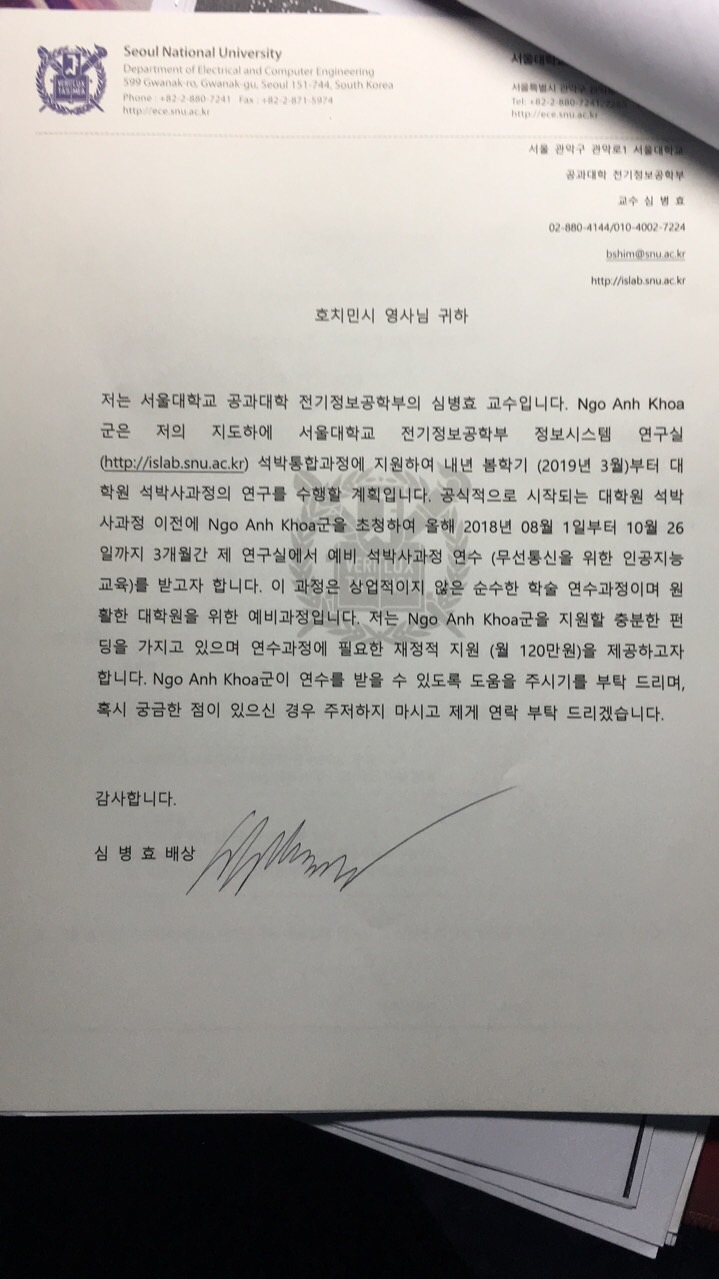 Seoul National University
Department of Electrical and Computer Engineering
599 Gwanak-ro, Gwanak-gu, Seoul 151-744, South Korea
Phone : +82-2-880-7241 Fax : +82-2-871-5974
http://ece.snu.ac.kr
서울대학교
서울특별시 관악구
Tel: +82-2-880-7241,
http://ece.snu.ac.kr
서울 관악구 관악로1 서울대학교
공과대학 전기정보공학부
교수 심 병 효
02-880-4144/010-4002-7224
bshim@snu.ac.kr
http://islab.snu.ac.kr
호치민시 영사님 귀하
저는 서울대학교 공과대학 전기정보공학부의 심병효 교수입니다. Ngo Anh Khoa
군은 저의 지도하에 서울대학교 전기정보공학부 정보시스템 연구실
(http://islab.snu.ac.kr) 석박통합과정에 지원하여 내년 봄학기 (2019년 3월)부터 대
학원 석박사과정의 연구를 수행할 계획입니다. 공식적으로 시작되는 대학원 석박
사과정 이전에 Ngo Anh Khoa군을 초청하여 올해 2018년 08월 1일부터 10월 26
일까지 3개월간 제 연구실에서 예비 석박사과정 연수 (무선통신을 위한 인공지능
교육)를 받고자 합니다. 이 과정은 상업적이지 않은 순수한 학술 연수과정이며 원
활한 대학원을 위한 예비과정입니다. 저는 Ngo Anh Khoa군을 지원할 충분한 펀
딩을 가지고 있으며 연수과정에 필요한 재정적 지원 (월 120만원)을 제공하고자
합니다. Ngo Anh Khoa군이 연수를 받을 수 있도록 도움을 주시기를 부탁 드리며,
혹시 궁금한 점이 있으신 경우 주저하지 마시고 제게 연락 부탁 드리겠습니다.
감사합니다.
심 병 효 배상